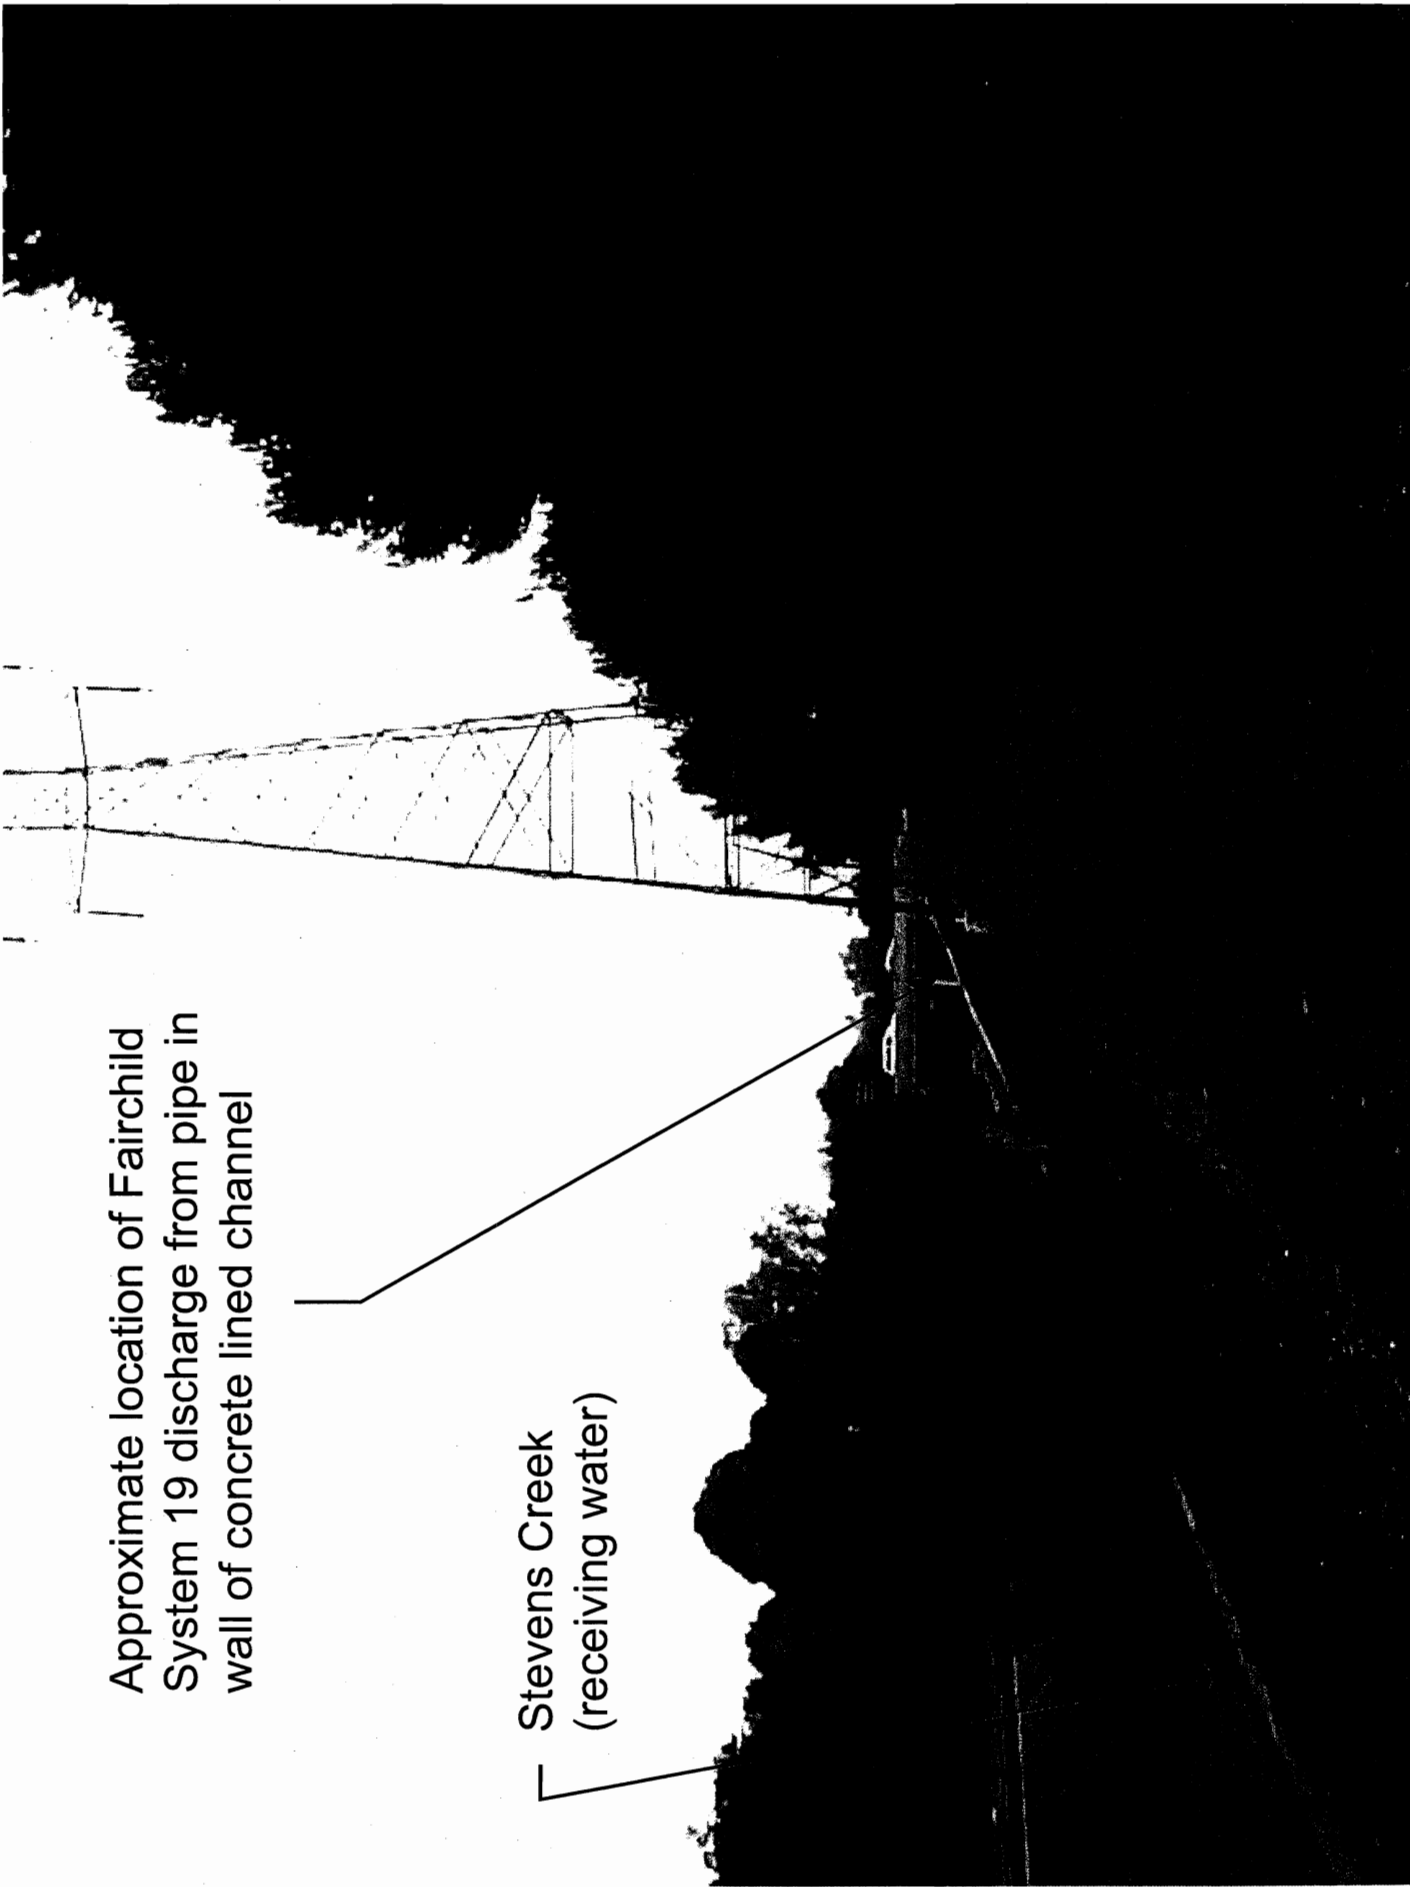 Approximate location of Fairchild
System 19 discharge from pipe in
wall of concrete lined channel
Stevens Creek
(receiving water)